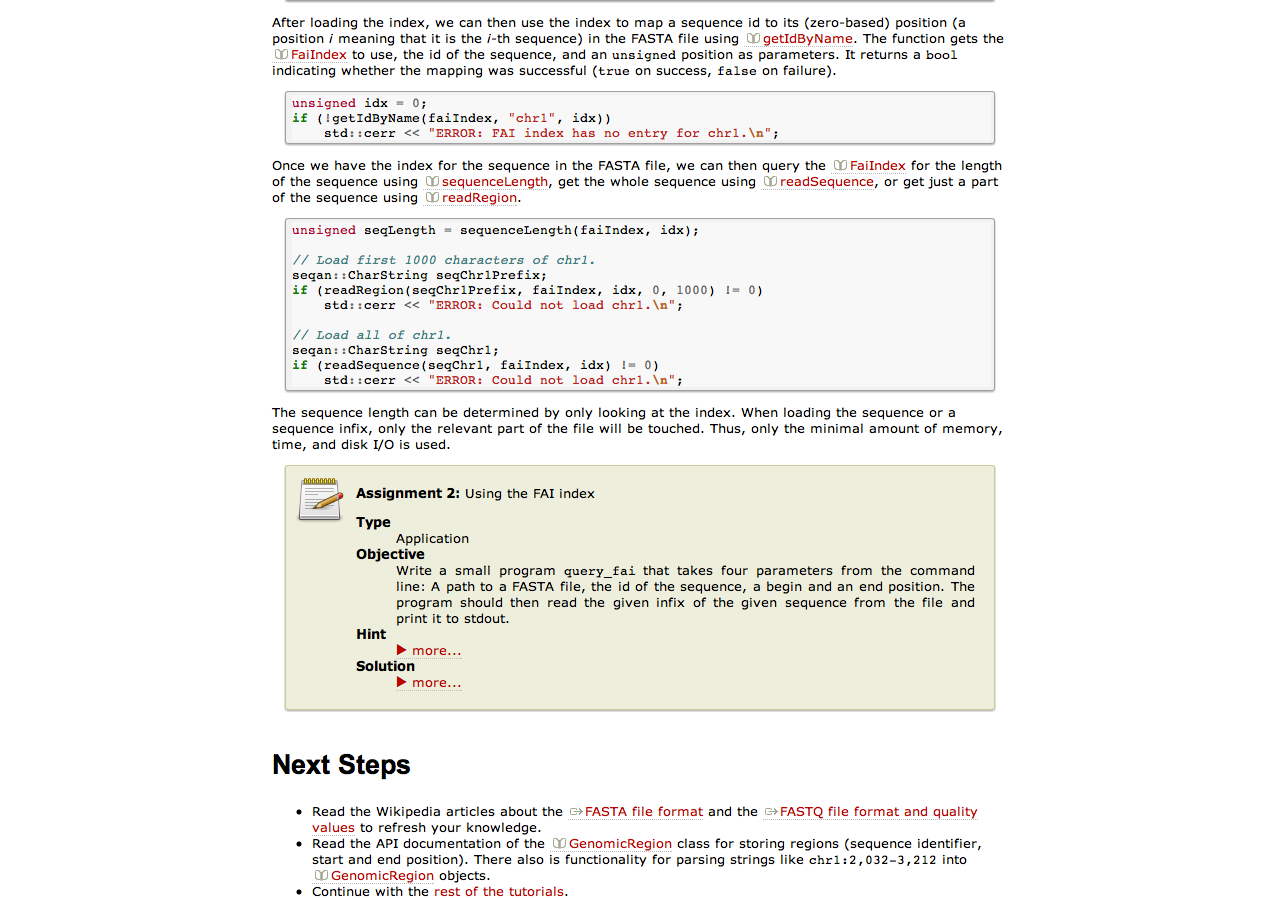 After loading the index, we can then use the index to map a sequence id to its (zero-based) position (a
position i meaning that it is the i-th sequence) in the FASTA file using getIdByName. The function gets the
FaiIndex to use, the id of the sequence, and an unsigned position as parameters. It returns a bool
indicating whether the mapping was successful (true on success, false on failure).
unsigned idx = 0;
if (!getIdByName(faiIndex, "chr1", idx))
    std::cerr << "ERROR: FAI index has no entry for chr1.\n";
Once we have the index for the sequence in the FASTA file, we can then query the FaiIndex for the length
of the sequence using sequenceLength, get the whole sequence using readSequence, or get just a part
of the sequence using readRegion.
unsigned seqLength = sequenceLength(faiIndex, idx);
// Load first 1000 characters of chr1.
seqan::CharString seqChr1Prefix;
if (readRegion(seqChr1Prefix, faiIndex, idx, 0, 1000) != 0)
    std::cerr << "ERROR: Could not load chr1.\n";
// Load all of chr1.
seqan::CharString seqChr1;
if (readSequence(seqChr1, faiIndex, idx) != 0)
    std::cerr << "ERROR: Could not load chr1.\n";
The sequence length can be determined by only looking at the index. When loading the sequence or a
sequence infix, only the relevant part of the file will be touched. Thus, only the minimal amount of memory,
time, and disk I/O is used.
Assignment 2: Using the FAI index
Type
Application
Objective
Write a small program query_fai that takes four parameters from the command
line: A path to a FASTA file, the id of the sequence, a begin and an end position. The
program should then read the given infix of the given sequence from the file and
print it to stdout.
Hint
more...
Solution
more...
Next Steps
• Read the Wikipedia articles about the FASTA file format and the FASTQ file format and quality
values to refresh your knowledge.
• Read the API documentation of the GenomicRegion class for storing regions (sequence identifier,
start and end position). There also is functionality for parsing strings like chr1:2,032-3,212 into
GenomicRegion objects.
• Continue with the rest of the tutorials.